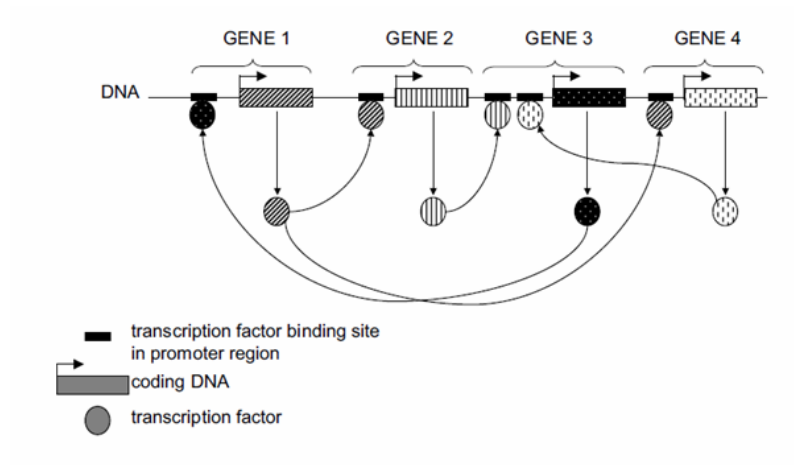 GENE 1 GENE 2 GENE 3 GENE 4
DNA
transcription factor binding site
in promoter region
coding DNA
transcription factor